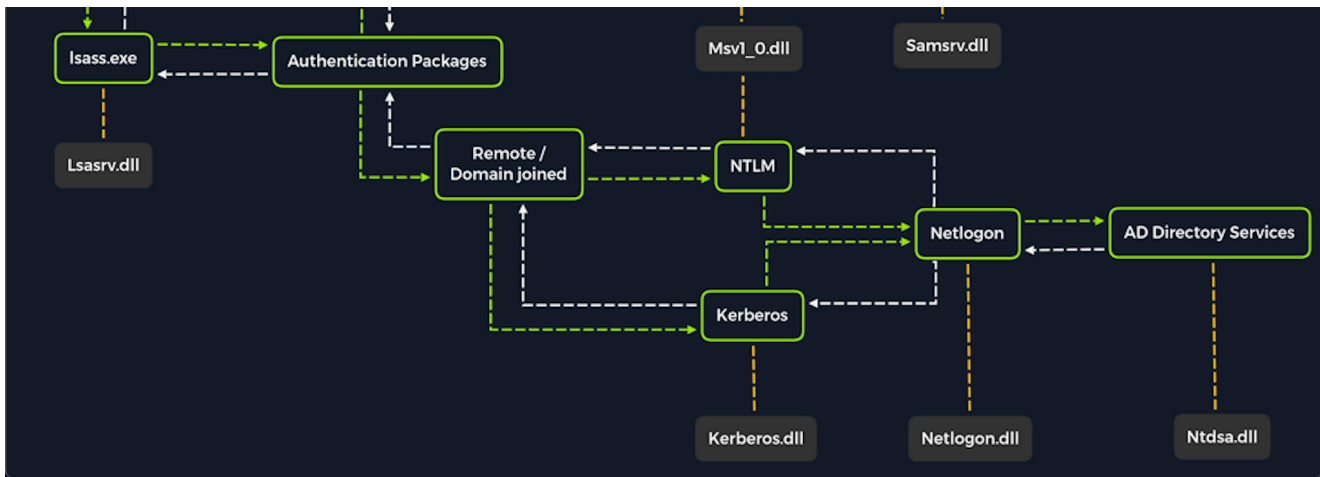 Msv1_0.dll
Samsrv.dll
lsass.exe
Authentication Packages
Lsasrv.dll
Remote /
Domain joined
NTLM
Netlogon
AD Directory Services
Kerberos
Kerberos.dll
Netlogon.dll
Ntdsa.dll